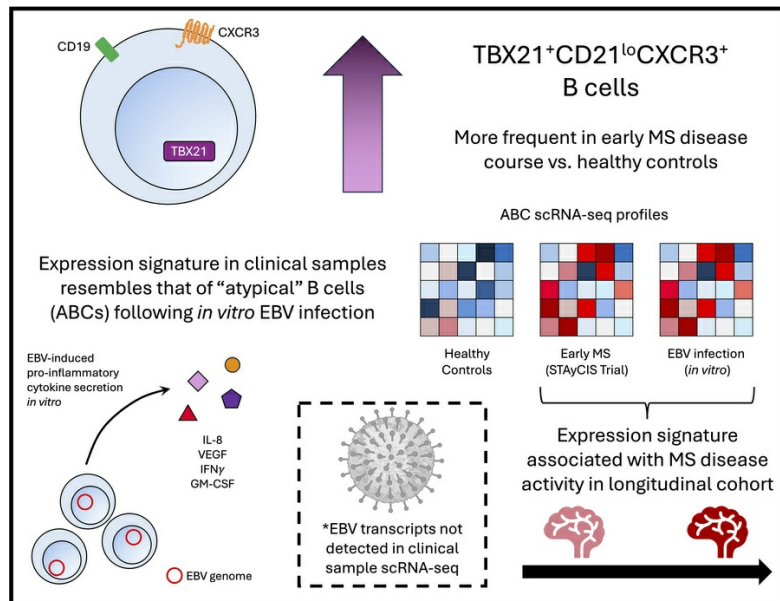 CD19
CXCR3
TBX21
TBX21⁺CD21ˡᵒCXCR3⁺
B cells
More frequent in early MS disease
course vs. healthy controls
ABC scRNA-seq profiles
Expression signature in clinical samples
resembles that of “atypical” B cells
(ABCs) following in vitro EBV infection
Healthy
Controls
Early MS
(STAyCIS Trial)
EBV infection
(in vitro)
EBV-induced
pro-inflammatory
cytokine secretion
in vitro
IL-8
VEGF
IFNγ
GM-CSF
EBV genome
*EBV transcripts not
detected in clinical
sample scRNA-seq
Expression signature
associated with MS disease
activity in longitudinal cohort